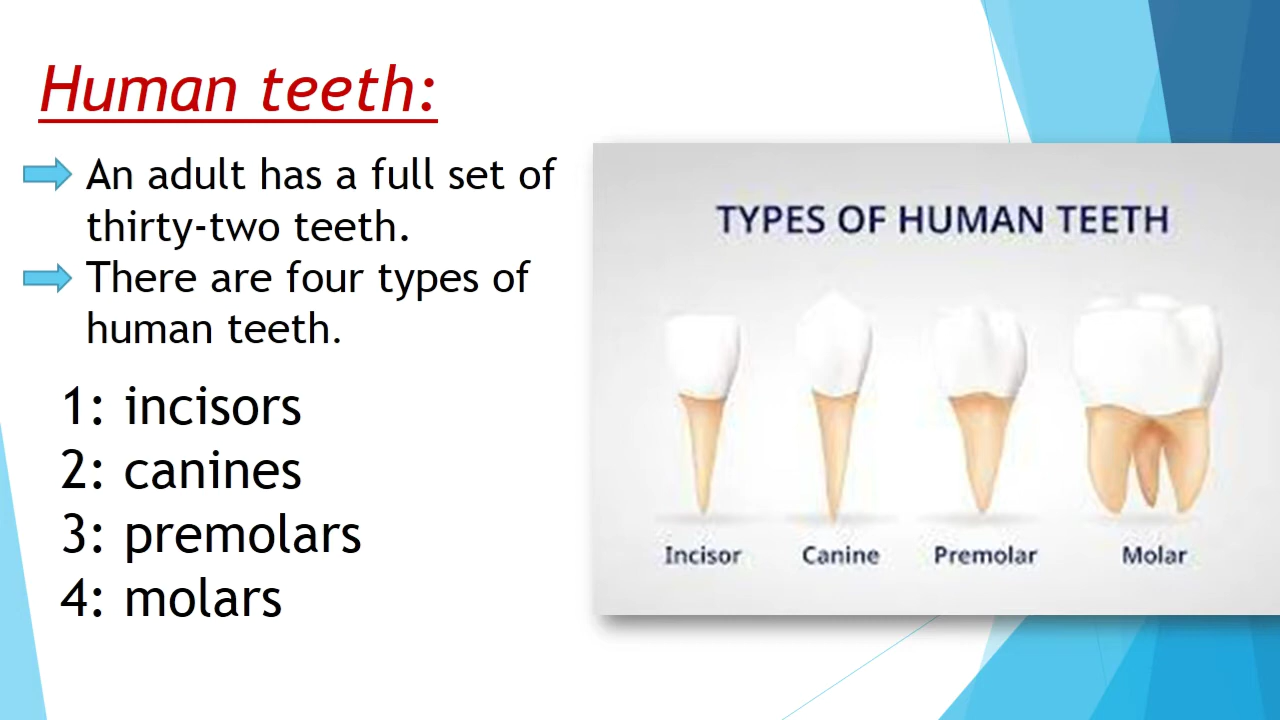 Human teeth:
An adult has a full set of
thirty-two teeth.
There are four types of
human teeth.
1: incisors
2: canines
3: premolars
4: molars
TYPES OF HUMAN TEETH
Incisor Canine Premolar Molar